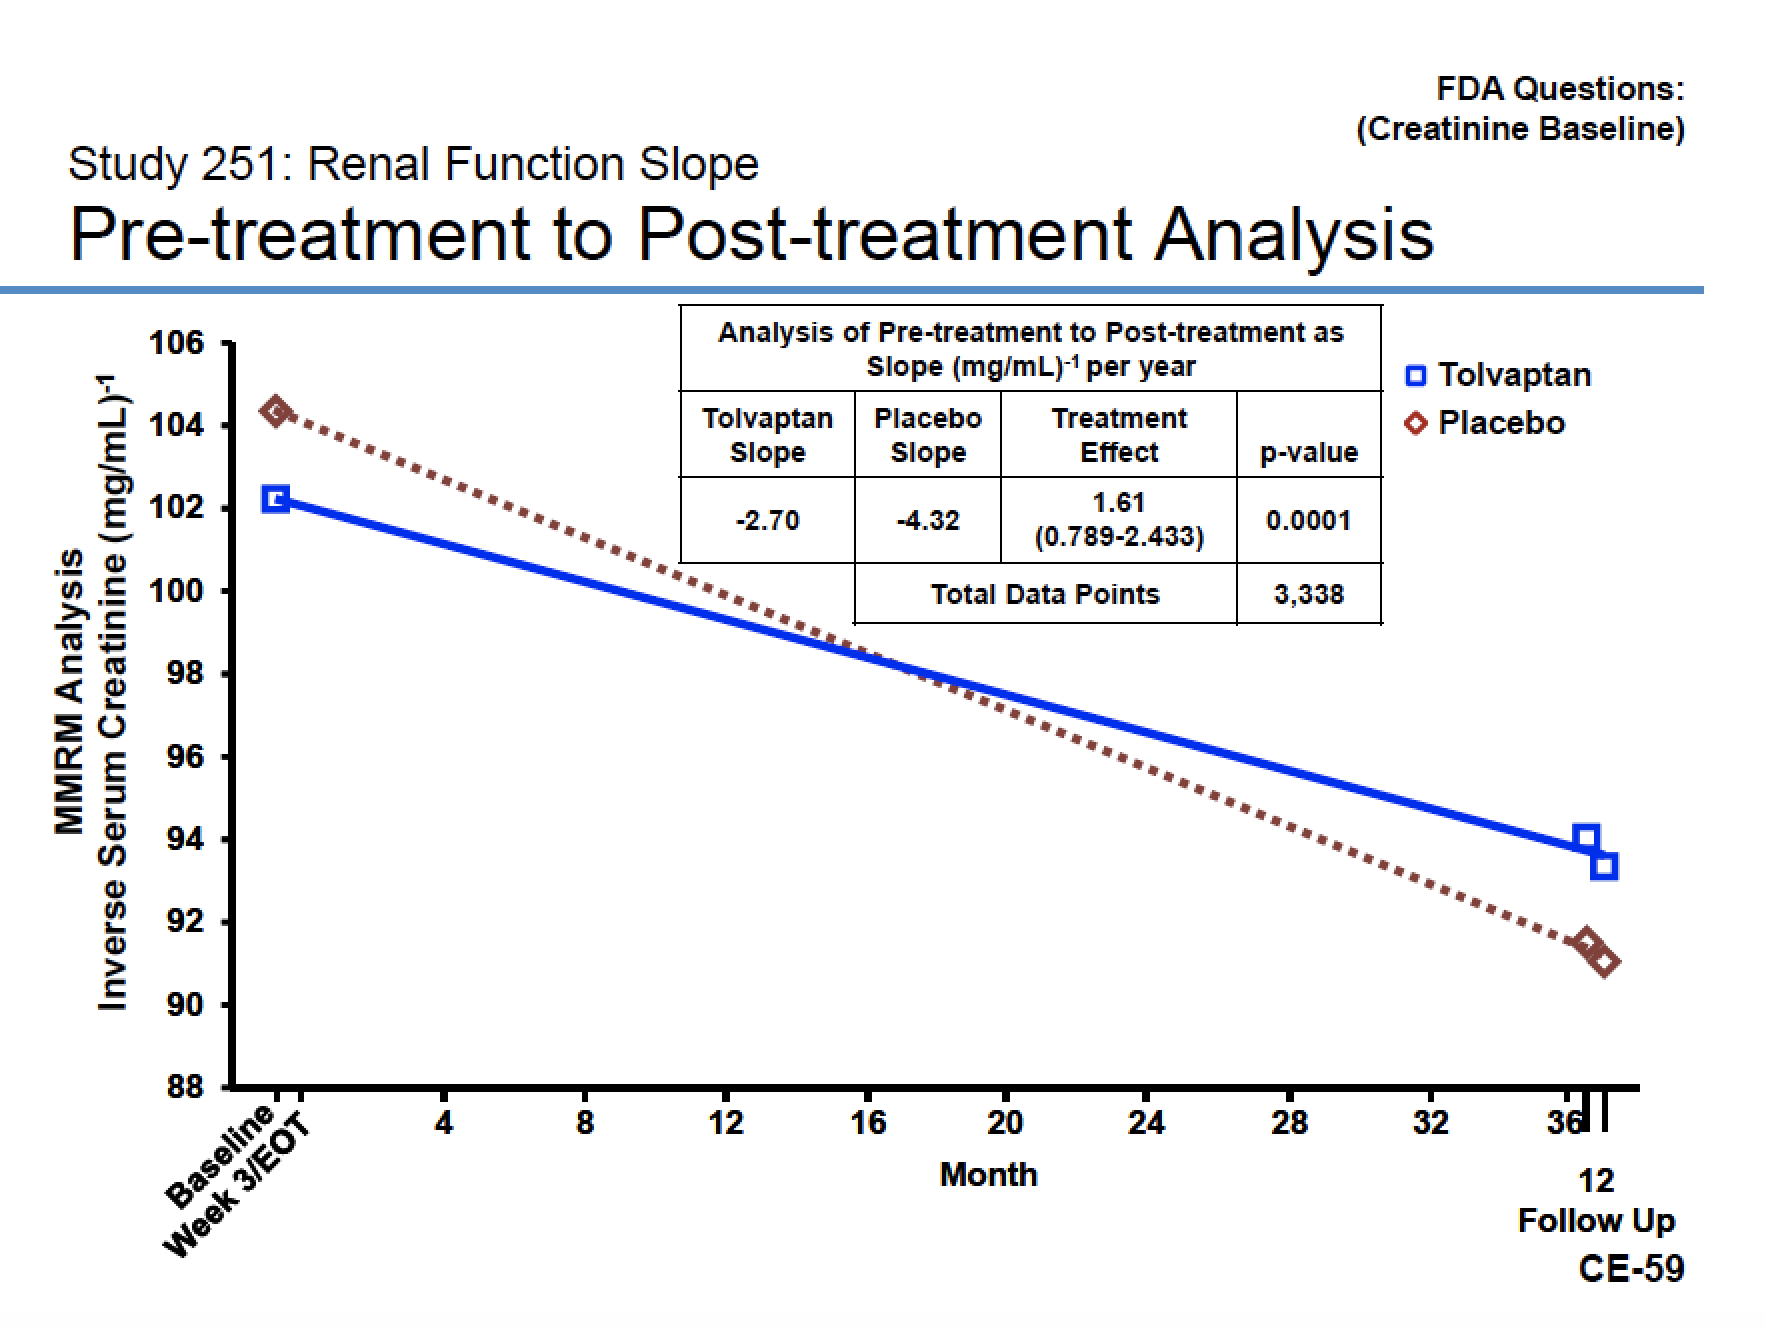 FDA Questions:
(Creatinine Baseline)
Study 251: Renal Function Slope
Pre-treatment to Post-treatment Analysis
Analysis of Pre-treatment to Post-treatment as
Slope (mg/mL)⁻¹ per year
Tolvaptan
Slope
Placebo
Slope
Treatment
Effect
p-value
-2.70
-4.32
1.61
(0.789-2.433)
0.0001
Total Data Points
3,338
Tolvaptan
Placebo
MMRM Analysis
Inverse Serum Creatinine (mg/mL)⁻¹
106
104
102
100
98
96
94
92
90
88
Baseline
Week 3/EOT
4
8
12
16
20
24
28
32
36
Month
12
Follow Up
CE-59